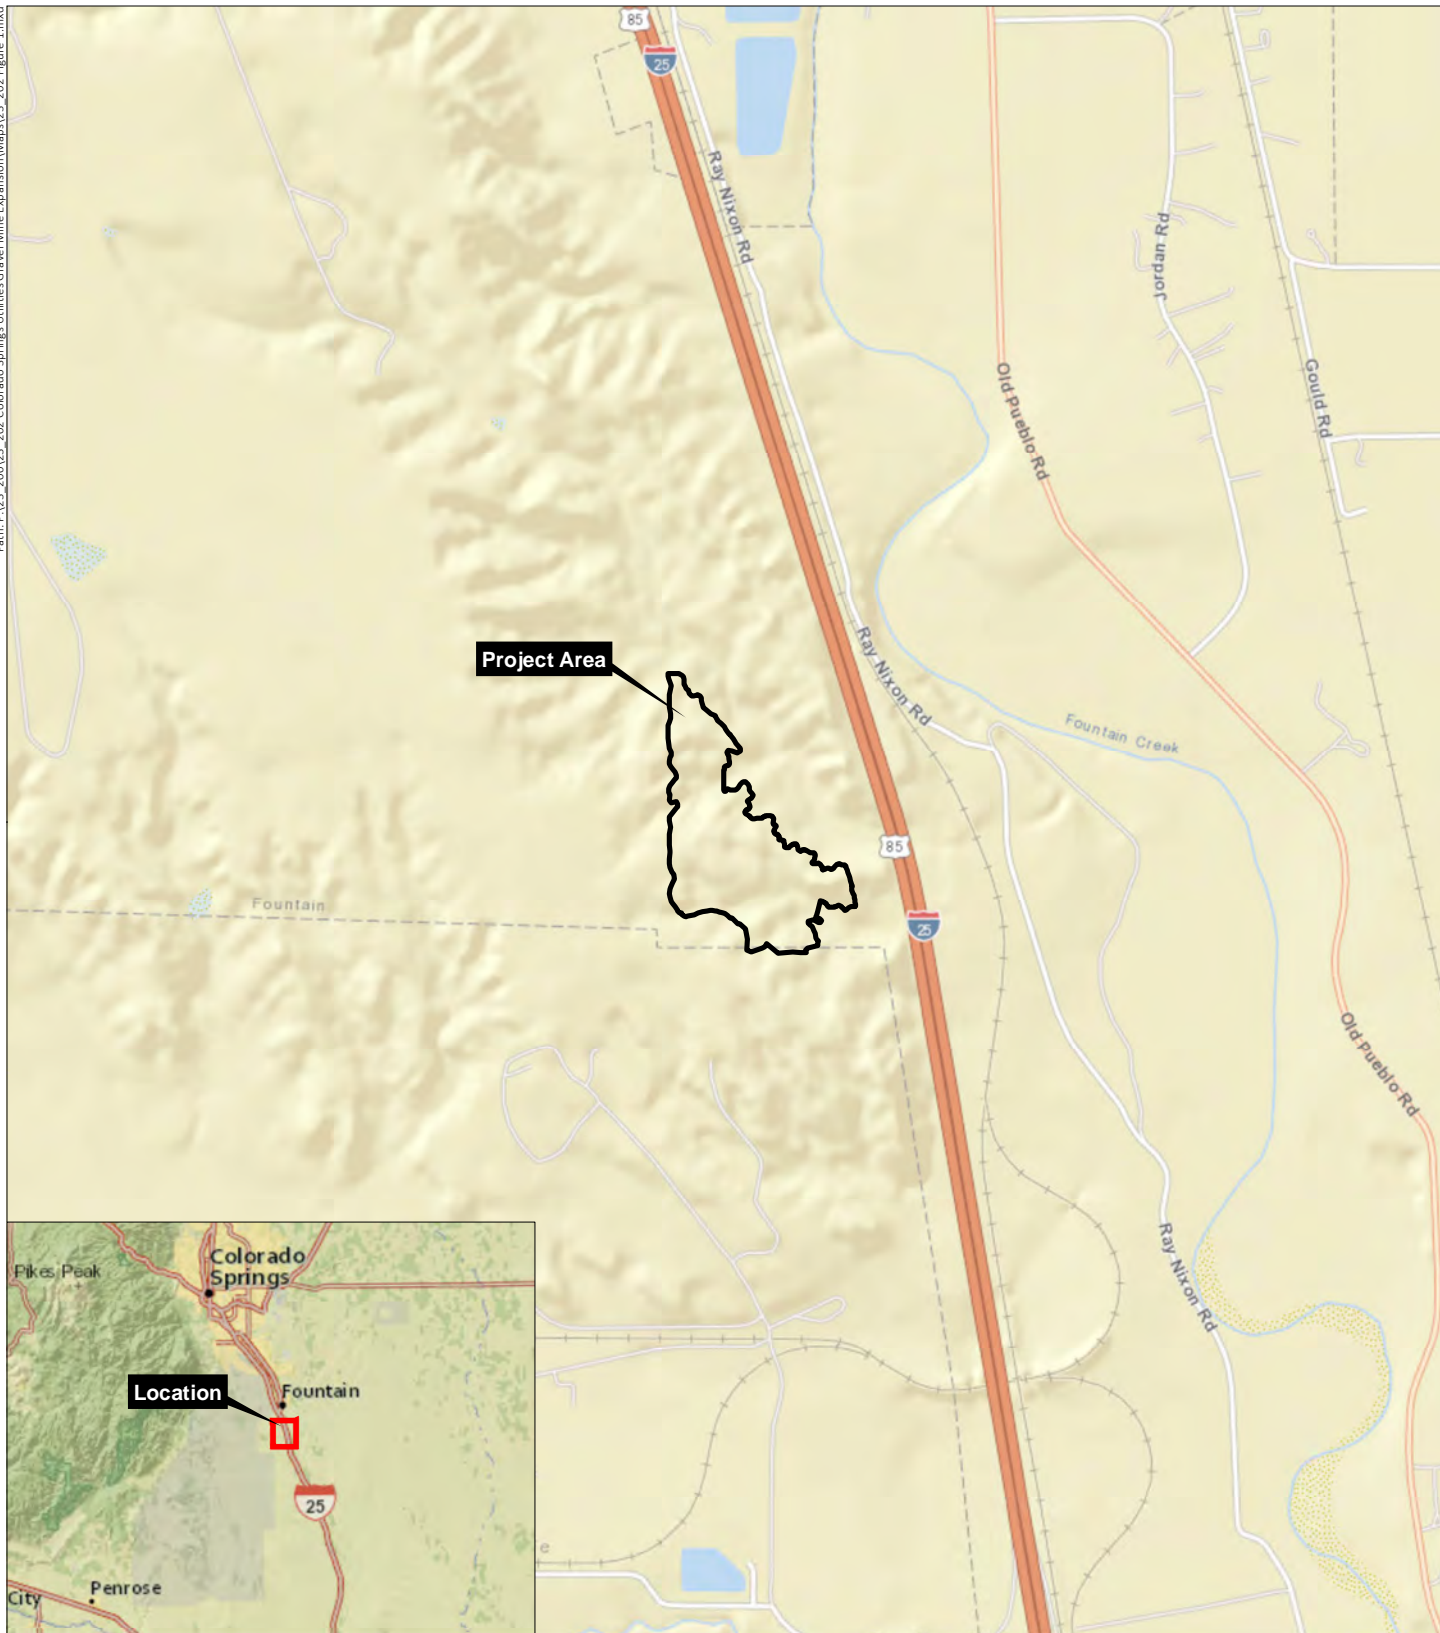 85
25
Ray Nixon Rd
Jordan Rd
Old Pueblo Rd
Gould Rd
Project Area
Ray Nixon Rd
Fountain Creek
85
Fountain
25
Old Pueblo Rd
Ray Nixon Rd
Colorado
Springs
Pikes Peak
Location
Fountain
25
Penrose
City
e